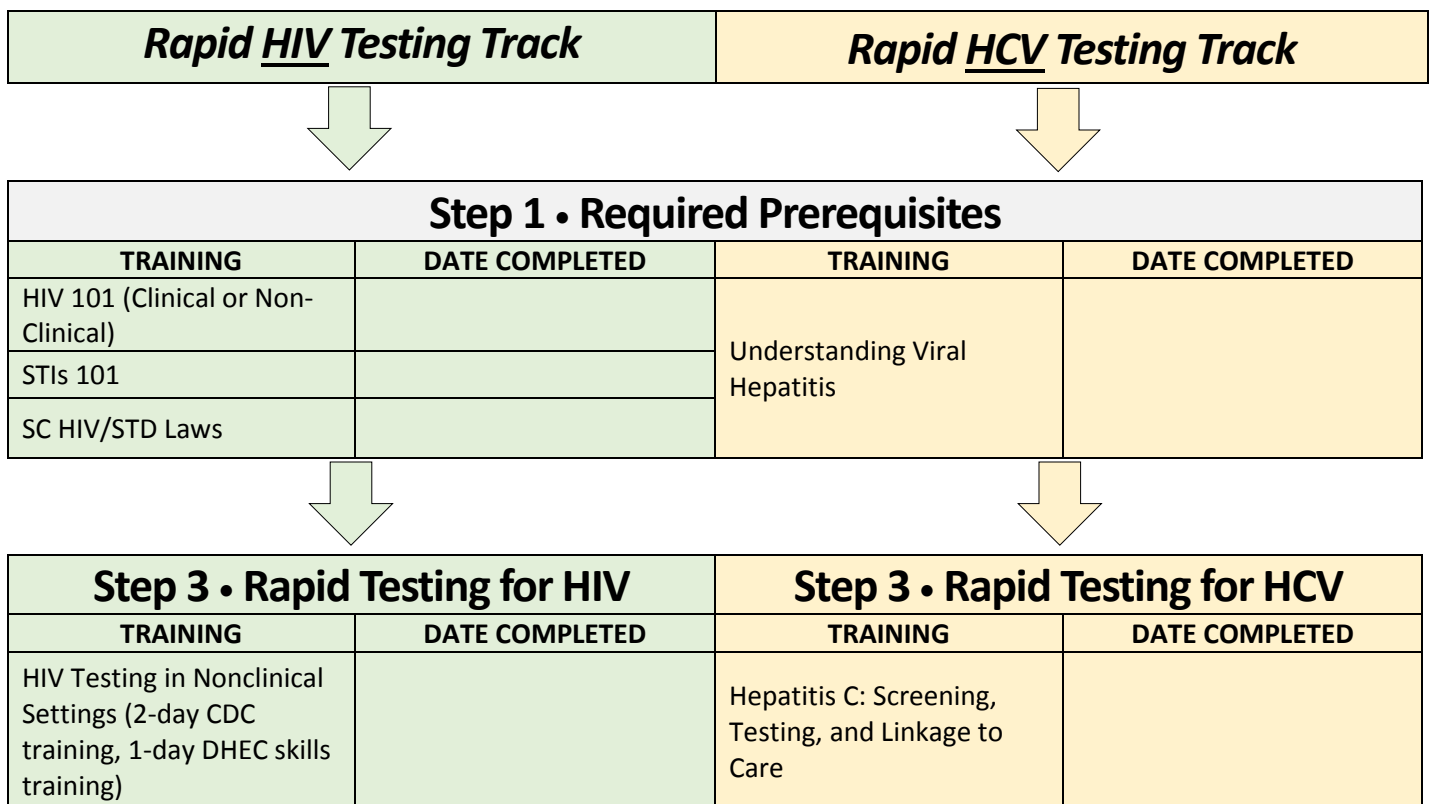 Rapid HIV Testing Track
Rapid HCV Testing Track
Step 1 • Required Prerequisites
TRAINING
DATE COMPLETED
TRAINING
DATE COMPLETED
HIV 101 (Clinical or Non-
Clinical)
STIs 101
SC HIV/STD Laws
Understanding Viral
Hepatitis
Step 3 • Rapid Testing for HIV
Step 3 • Rapid Testing for HCV
TRAINING
DATE COMPLETED
TRAINING
DATE COMPLETED
HIV Testing in Nonclinical
Settings (2-day CDC
training, 1-day DHEC skills
training)
Hepatitis C: Screening,
Testing, and Linkage to
Care